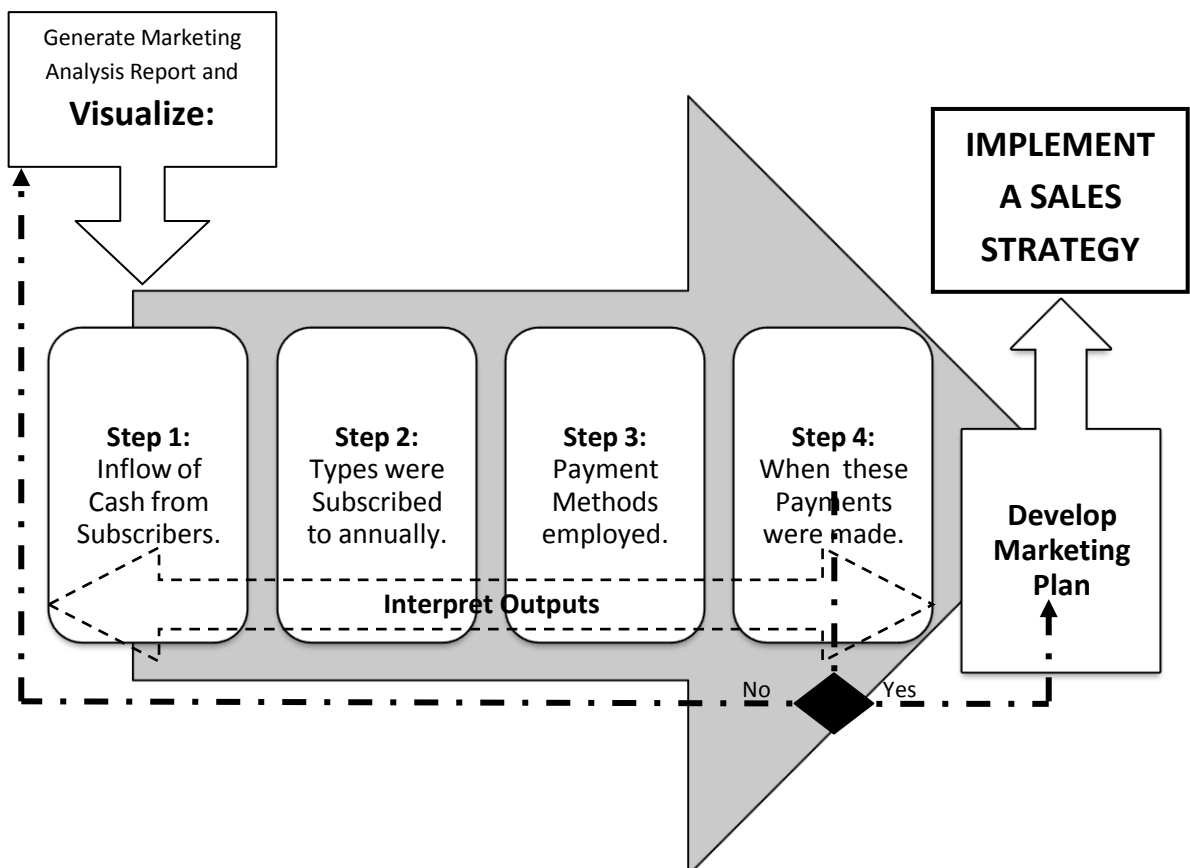 Generate Marketing
Analysis Report and
Visualize:
IMPLEMENT
A SALES
STRATEGY
Step 1:
Inflow of
Cash from
Subscribers.
Step 2:
Types were
Subscribed
to annually.
Step 3:
Payment
Methods
employed.
Step 4:
When these
Payments
were made.
Develop
Marketing
Plan
Interpret Outputs
No
Yes